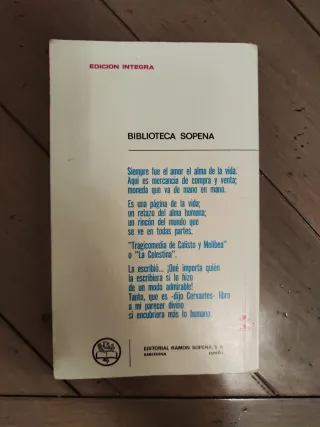 EDICION INTEGRA
BIBLIOTECA SOPENA
Siempre fue el amor el alma de la vida.
Aquí es mercancía de compra y venta;
moneda que va de mano en mano.
Es una página de la vida;
un retazo del alma humana;
un rincón del mundo que
se ve en todas partes.
"Tragicomedia de Calisto y Melibea"
o "La Celestina".
La escribió... ¡Qué importa quién
la escribiera si lo hizo
de un modo admirable!
Tanto, que es -dijo Cervantes- libro
a mi parecer divino
si encubriera más lo humano.
EDITORIAL RAMON SOPENA, S. A.
BARCELONA ESPAÑA